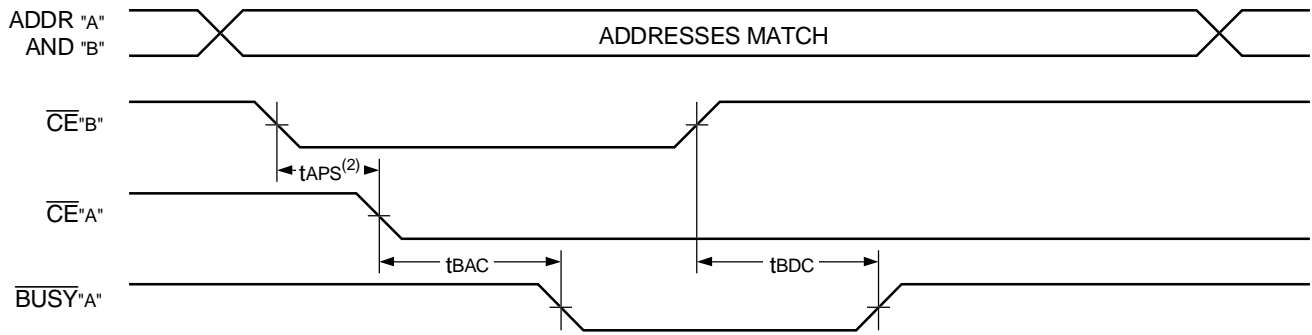 ADDR "A"
AND "B"
ADDRESSES MATCH
CE"B"
tAPS(2)
CE"A"
tBAC
tBDC
BUSY"A"